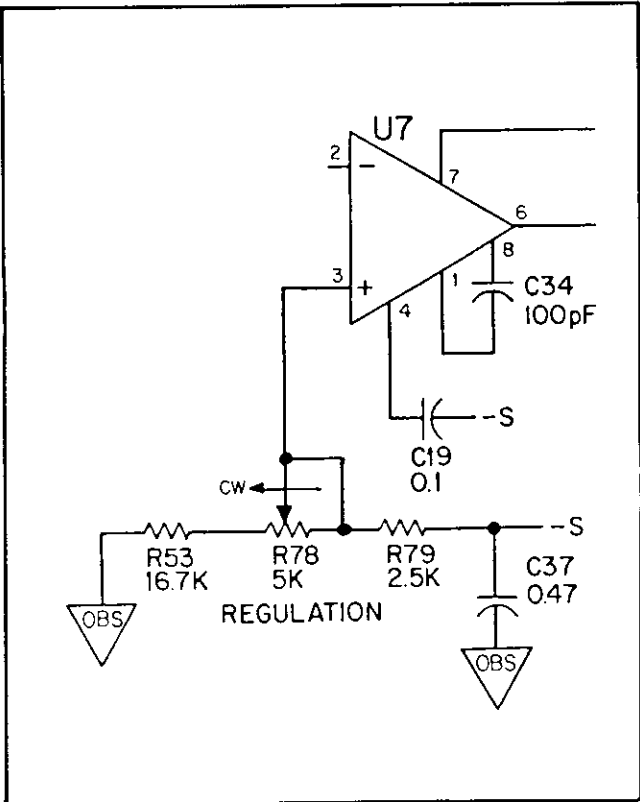 U7
2
−
7
6
8
3
+
1
4
C34
100pF
−S
C19
0.1
CW
R53
16.7K
R78
5K
R79
2.5K
−S
C37
0.47
REGULATION
OBS
OBS